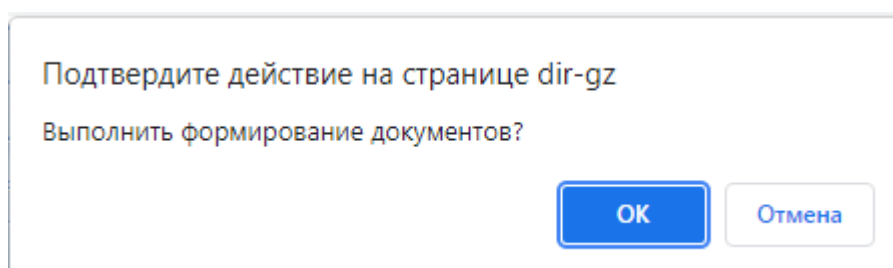 Подтвердите действие на странице dir-gz
Выполнить формирование документов?
ОК Отмена